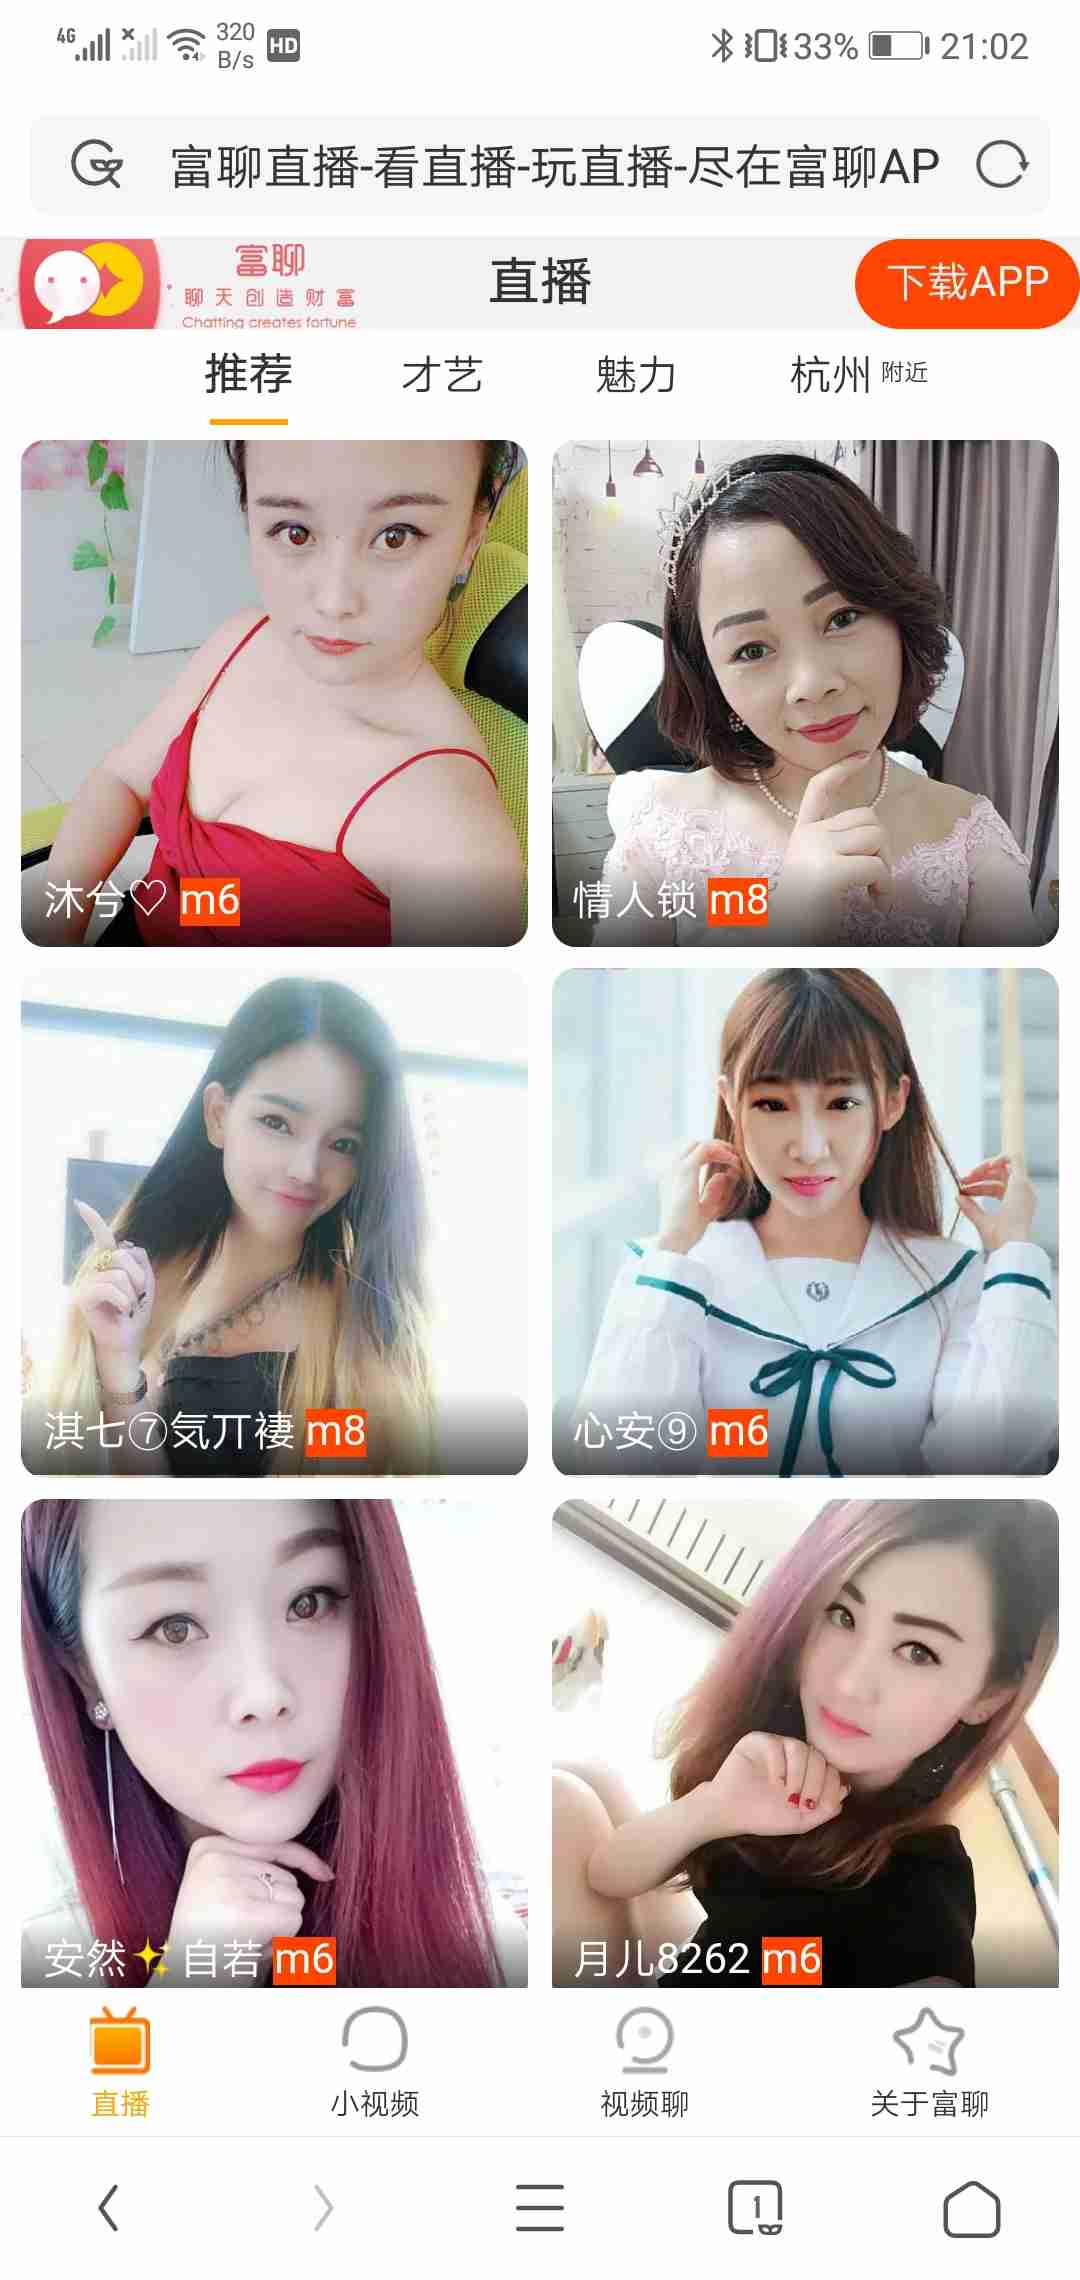 4G
320
B/s
HD
33%
21:02
富聊直播-看直播-玩直播-尽在富聊AP
富聊
聊天创造财富
Chatting creates fortune
直播
下载APP
推荐
才艺
魅力
杭州 附近
沐兮♡ m6
情人锁 m8
淇七⑦気丌褄 m8
心安⑨ m6
安然✨自若 m6
月儿8262 m6
直播
小视频
视频聊
关于富聊
1